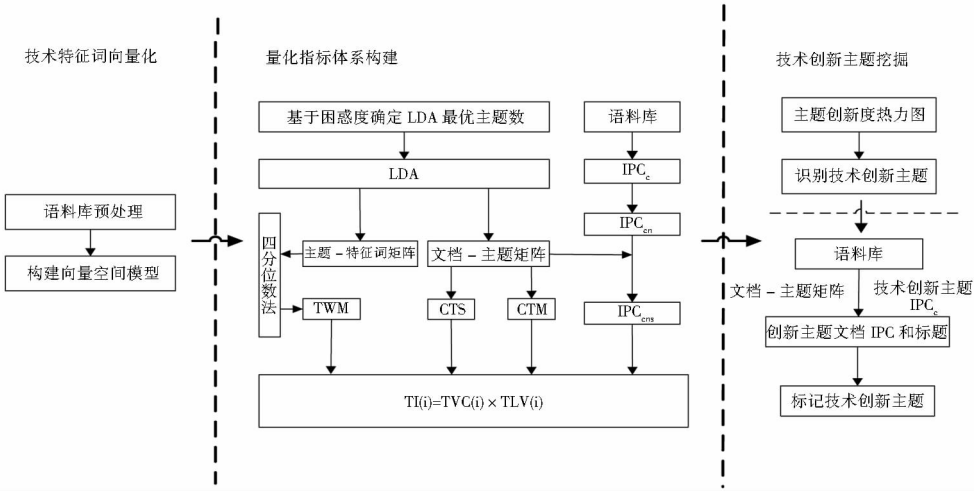 技术特征词向量化
语料库预处理
构建向量空间模型
量化指标体系构建
基于困惑度确定 LDA 最优主题数
语料库
LDA
IPCc
IPCcn
四分位数法
主题－特征词矩阵
文档－主题矩阵
TWM
CTS
CTM
IPCcns
TI(i)=TVC(i) × TLV(i)
技术创新主题挖掘
主题创新度热力图
识别技术创新主题
语料库
文档－主题矩阵
技术创新主题
IPCc
创新主题文档 IPC 和标题
标记技术创新主题